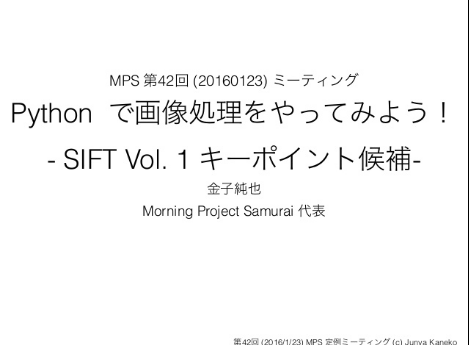 MPS 第42回 (20160123) ミーティング
Python で画像処理をやってみよう！
- SIFT Vol. 1 キーポイント候補-
金子純也
Morning Project Samurai 代表
第42回 (2016/1/23) MPS 定例ミーティング (c) Junya Kaneko